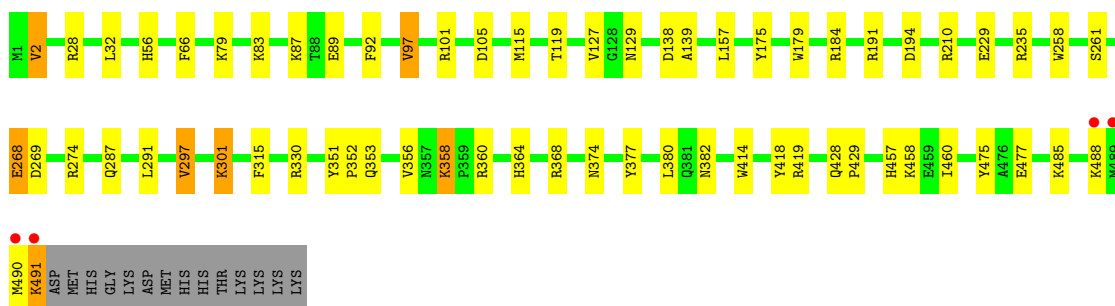 M1 V2 R28 L32 H56 F66 K79 K83 K87 T88 E89 F92 V97 R101 D105 M115 T119 V127 G128 N129 D138 A139 L157 Y175 W179 R184 R191 D194 R210 E229 R235 W258 S261
E268 D269 R274 Q287 L291 V297 K301 F315 R330 Y351 P352 Q353 V356 N357 K358 P359 R360 H364 R368 N374 Y377 L380 Q381 N382 W414 Y418 R419 Q428 P429 H457 K458 E459 I460 Y475 A476 E477 K485 K488 M489
M490 K491 ASP MET HIS GLY LYS ASP MET HIS HIS THR LYS LYS LYS LYS